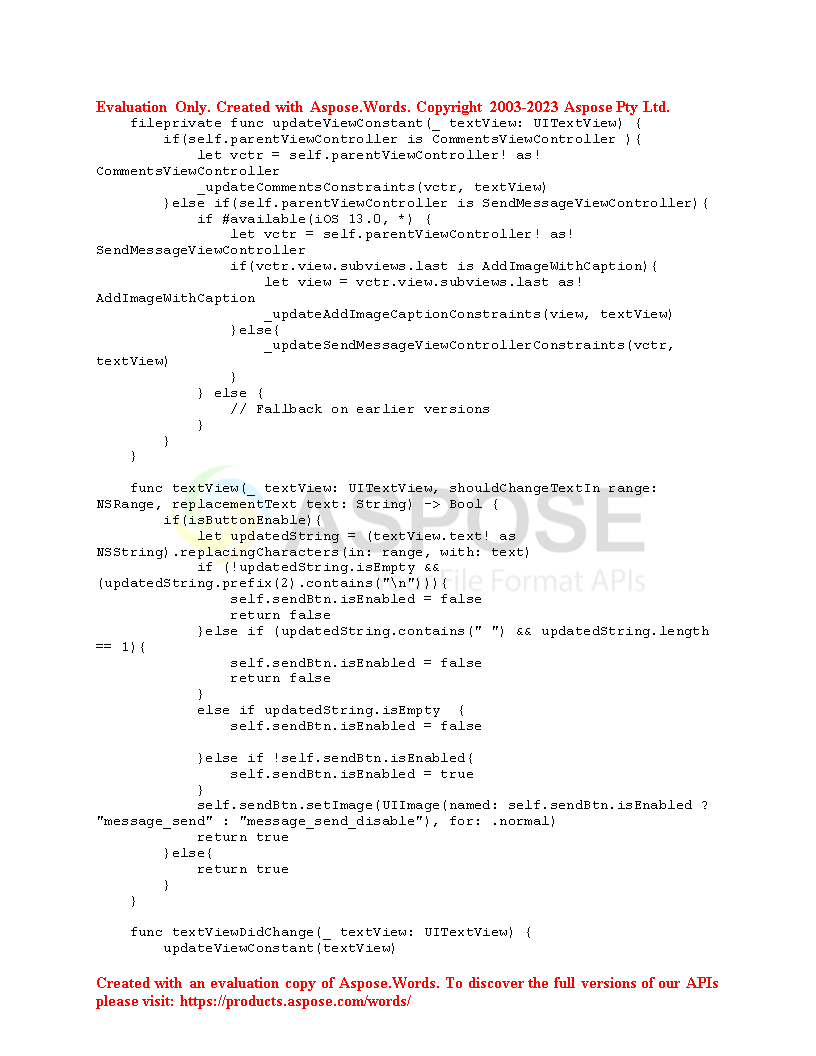 Evaluation Only. Created with Aspose.Words. Copyright 2003-2023 Aspose Pty Ltd.
    fileprivate func updateViewConstant(_ textView: UITextView) {
        if(self.parentViewController is CommentsViewController ){
            let vctr = self.parentViewController! as!
CommentsViewController
            _updateCommentsConstraints(vctr, textView)
        }else if(self.parentViewController is SendMessageViewController){
            if #available(iOS 13.0, *) {
                let vctr = self.parentViewController! as!
SendMessageViewController
                if(vctr.view.subviews.last is AddImageWithCaption){
                    let view = vctr.view.subviews.last as!
AddImageWithCaption
                    _updateAddImageCaptionConstraints(view, textView)
                }else{
                    _updateSendMessageViewControllerConstraints(vctr,
textView)
                }
            } else {
                // Fallback on earlier versions
            }
        }
    }

    func textView(_ textView: UITextView, shouldChangeTextIn range:
NSRange, replacementText text: String) -> Bool {
        if(isButtonEnable){
            let updatedString = (textView.text! as
NSString).replacingCharacters(in: range, with: text)
            if (!updatedString.isEmpty &&
(updatedString.prefix(2).contains("\n"))){
                self.sendBtn.isEnabled = false
                return false
            }else if (updatedString.contains(" ") && updatedString.length
== 1){
                self.sendBtn.isEnabled = false
                return false
            }
            else if updatedString.isEmpty  {
                self.sendBtn.isEnabled = false

            }else if !self.sendBtn.isEnabled{
                self.sendBtn.isEnabled = true
            }
            self.sendBtn.setImage(UIImage(named: self.sendBtn.isEnabled ?
"message_send" : "message_send_disable"), for: .normal)
            return true
        }else{
            return true
        }
    }

    func textViewDidChange(_ textView: UITextView) {
        updateViewConstant(textView)
ASPOSE
File Format APIs
Created with an evaluation copy of Aspose.Words. To discover the full versions of our APIs
please visit: https://products.aspose.com/words/